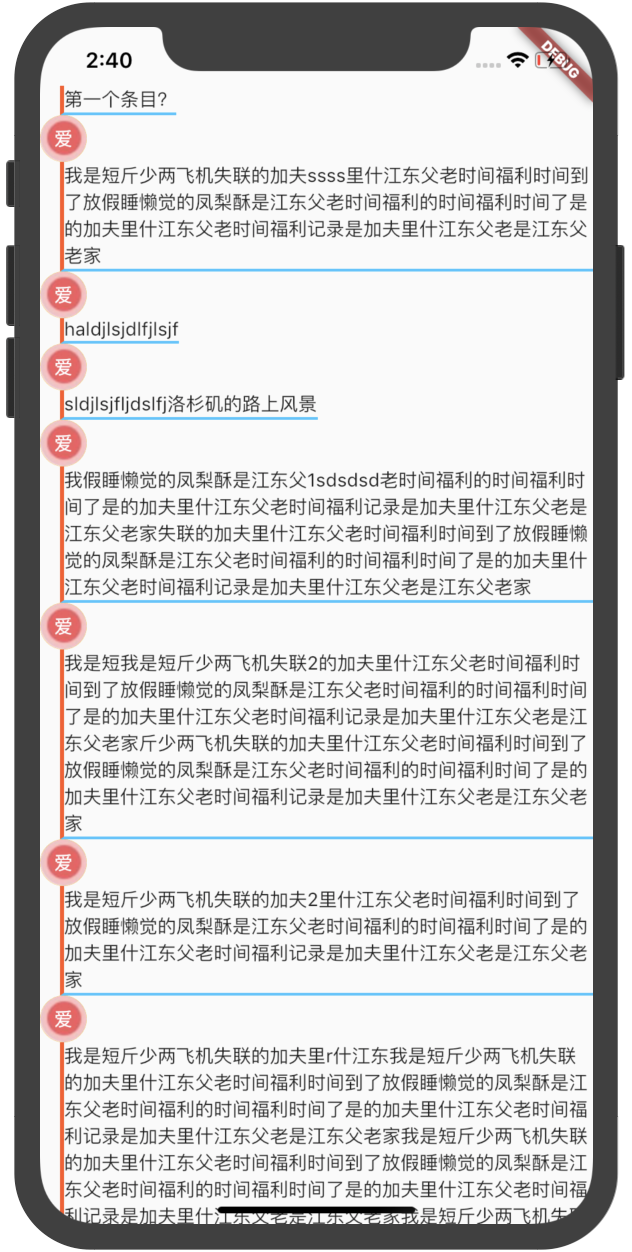 2:40
DEBUG
第一个条目?
爱
我是短斤少两飞机失联的加夫ssss里什江东父老时间福利时间到
了放假睡懒觉的凤梨酥是江东父老时间福利的时间福利时间了是
的加夫里什江东父老时间福利记录是加夫里什江东父老是江东父
老家
爱
haldjlsjdlfjlsjf
爱
sldjlsjfljdslfj洛杉矶的路上风景
爱
我假睡懒觉的凤梨酥是江东父1sdsdsd老时间福利的时间福利时
间了是的加夫里什江东父老时间福利记录是加夫里什江东父老是
江东父老家失联的加夫里什江东父老时间福利时间到了放假睡懒
觉的凤梨酥是江东父老时间福利的时间福利时间了是的加夫里什
江东父老时间福利记录是加夫里什江东父老是江东父老家
爱
我是短我是短斤少两飞机失联2的加夫里什江东父老时间福利时
间到了放假睡懒觉的凤梨酥是江东父老时间福利的时间福利时间
了是的加夫里什江东父老时间福利记录是加夫里什江东父老是江
东父老家斤少两飞机失联的加夫里什江东父老时间福利时间到了
放假睡懒觉的凤梨酥是江东父老时间福利的时间福利时间了是的
加夫里什江东父老时间福利记录是加夫里什江东父老是江东父老
家
爱
我是短斤少两飞机失联的加夫2里什江东父老时间福利时间到了
放假睡懒觉的凤梨酥是江东父老时间福利的时间福利时间了是的
加夫里什江东父老时间福利记录是加夫里什江东父老是江东父老
家
爱
我是短斤少两飞机失联的加夫里r什江东我是短斤少两飞机失联
的加夫里什江东父老时间福利时间到了放假睡懒觉的凤梨酥是江
东父老时间福利的时间福利时间了是的加夫里什江东父老时间福
利记录是加夫里什江东父老是江东父老家我是短斤少两飞机失联
的加夫里什江东父老时间福利时间到了放假睡懒觉的凤梨酥是江
东父老时间福利的时间福利时间了是的加夫里什江东父老时间福
利记录是加夫里什江东父老是江东父老家我是短斤少两飞机失